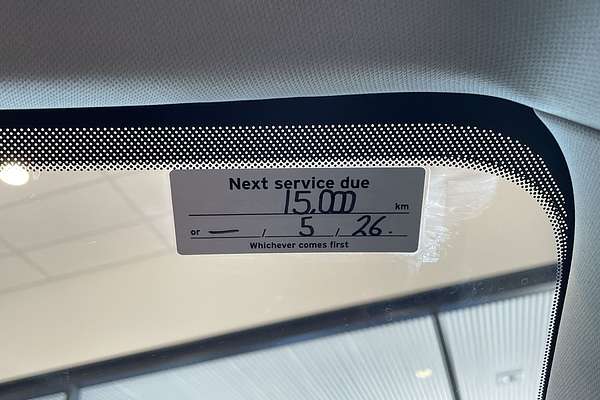 Next service due
15,000 km
or — / 5 / 26.
Whichever comes first